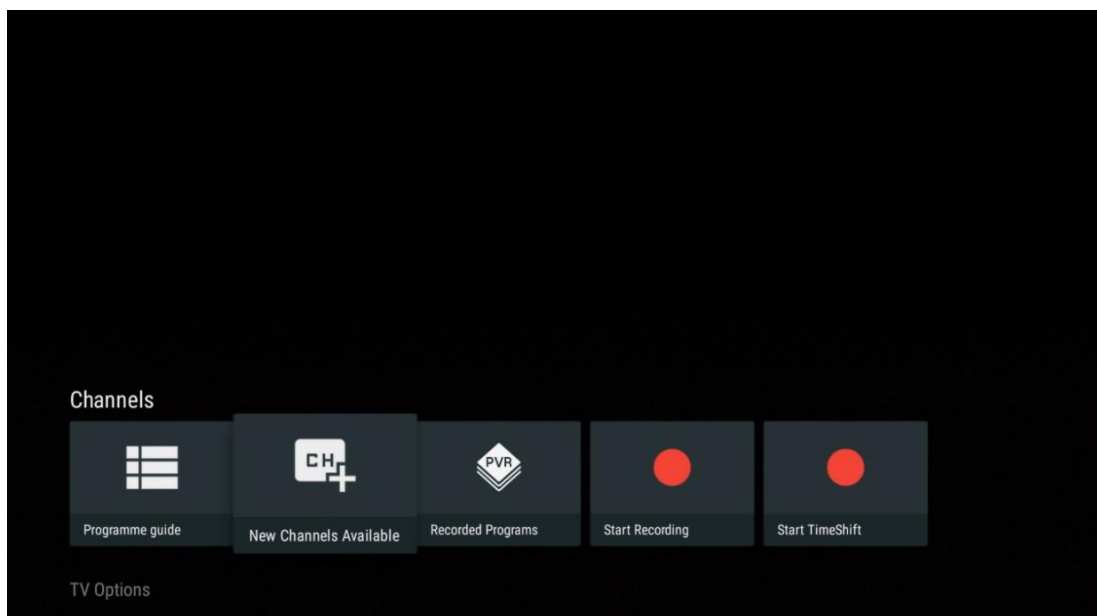 Channels
CH
PVR
Programme guide
New Channels Available
Recorded Programs
Start Recording
Start TimeShift
TV Options